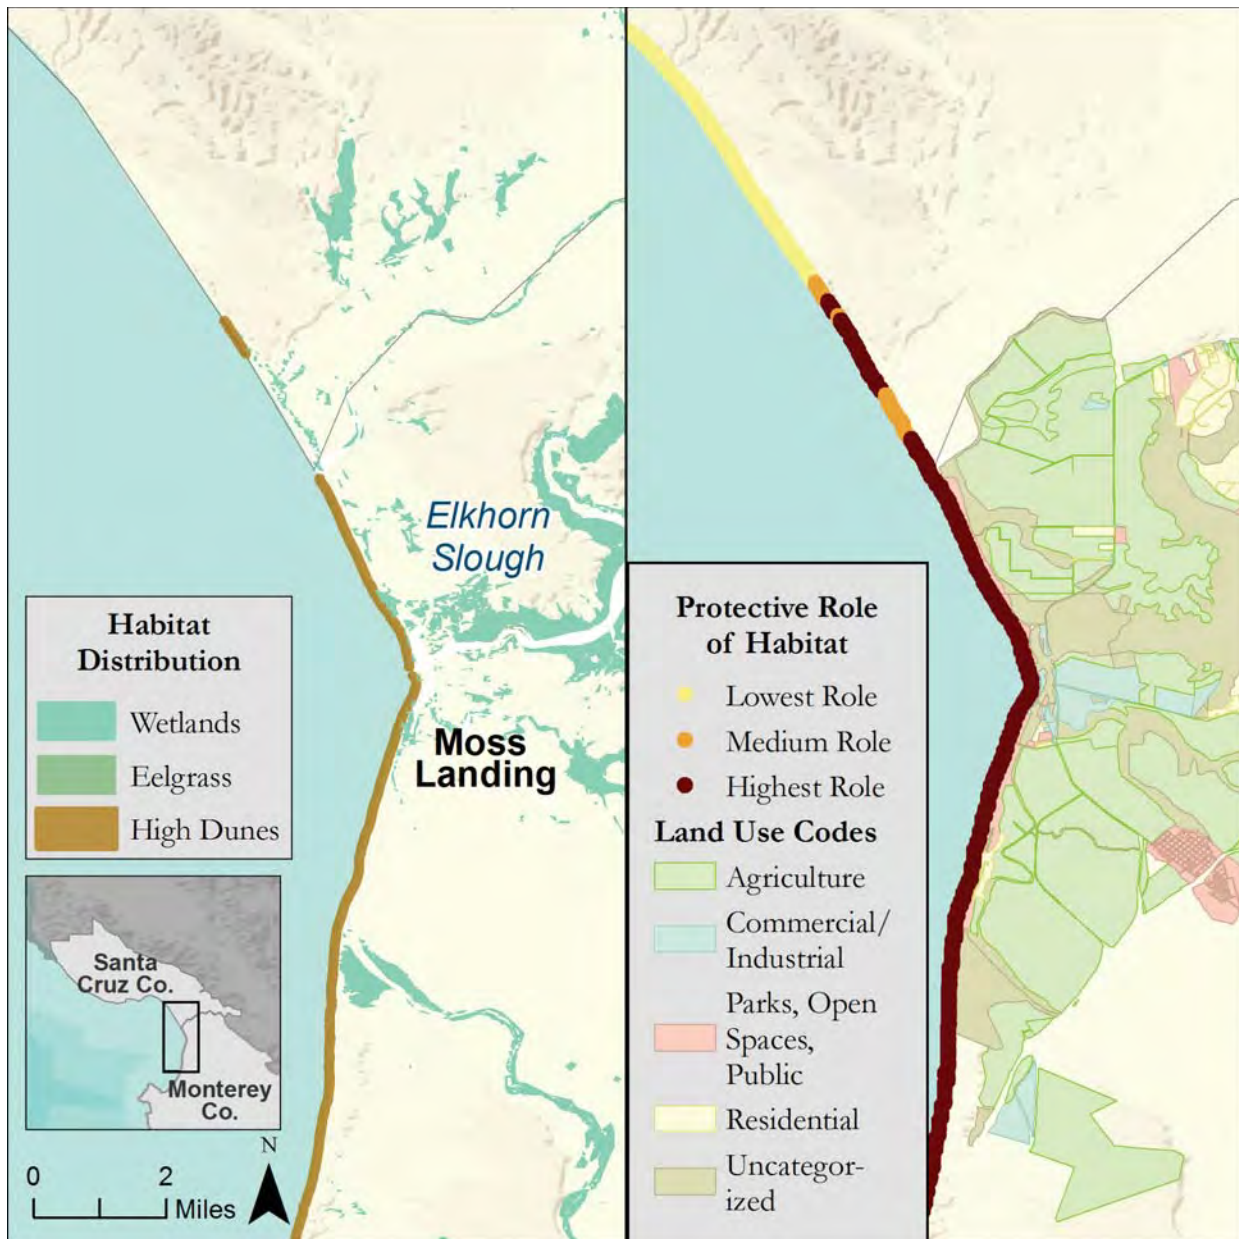 Elkhorn
Slough
Moss
Landing
Habitat
Distribution
Wetlands
Eelgrass
High Dunes
Santa
Cruz Co.
Monterey
Co.
N
0 2
Miles
Protective Role
of Habitat
Lowest Role
Medium Role
Highest Role
Land Use Codes
Agriculture
Commercial/
Industrial
Parks, Open
Spaces,
Public
Residential
Uncategor-
ized